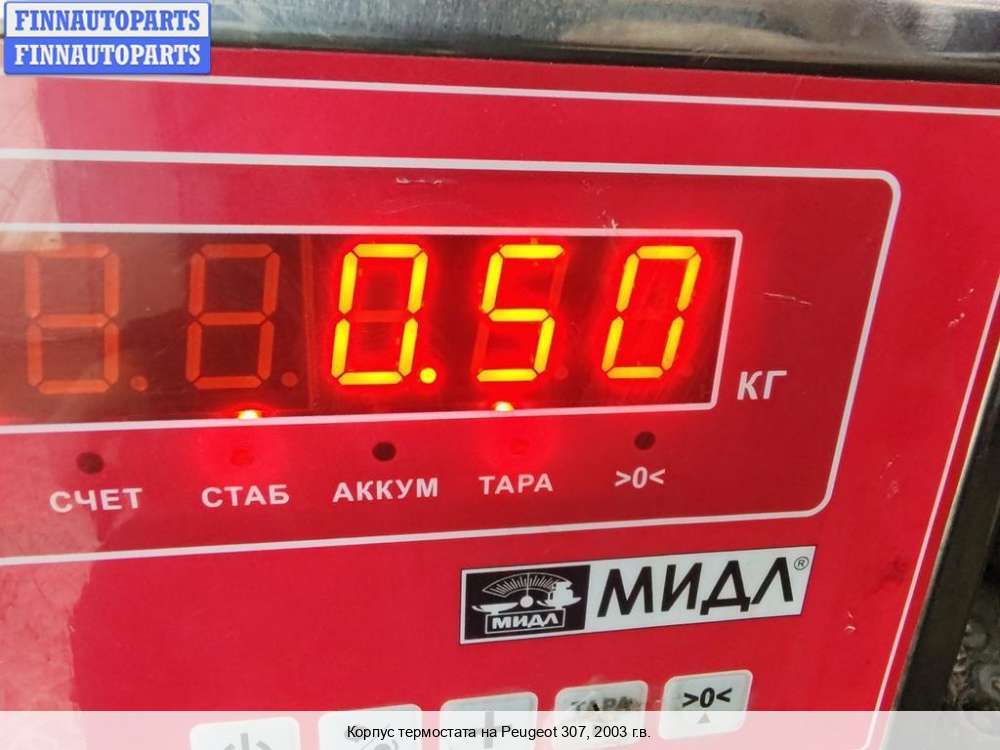 FINNAUTOPARTS
FINNAUTOPARTS
0.50
КГ
СЧЕТ СТАБ АККУМ ТАРА >0<
МИДЛ МИДЛ®
ТАРА >0<
Корпус термостата на Peugeot 307, 2003 г.в.